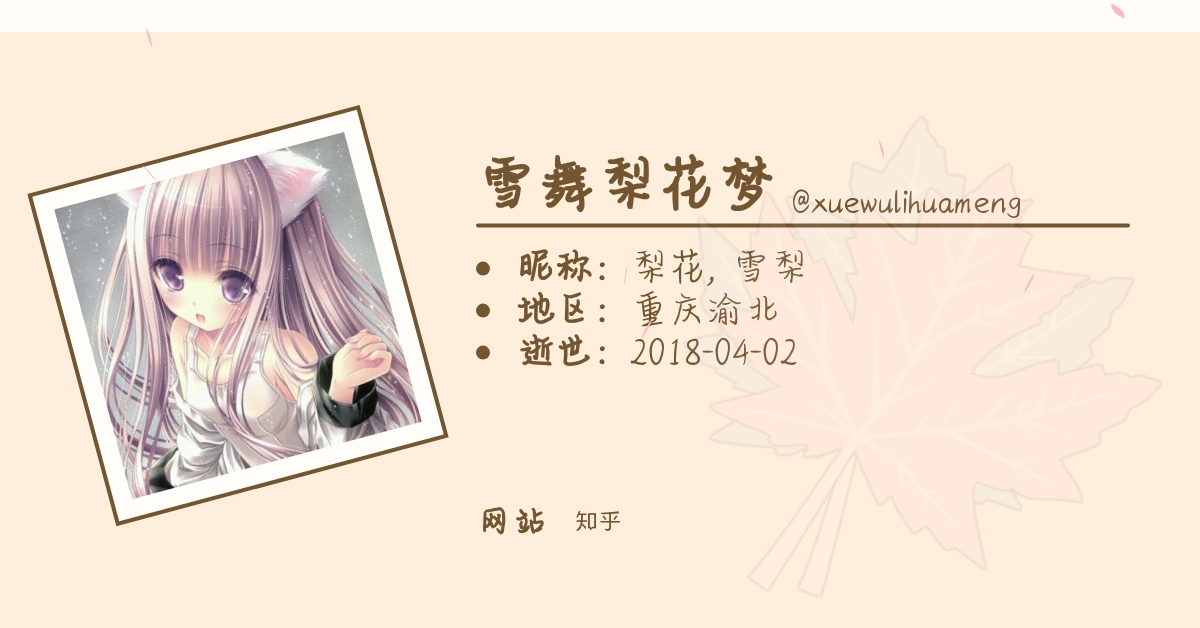 雪舞梨花梦 @xuewulihuameng
昵称：梨花, 雪梨
地区：重庆渝北
逝世：2018-04-02
网站 知乎